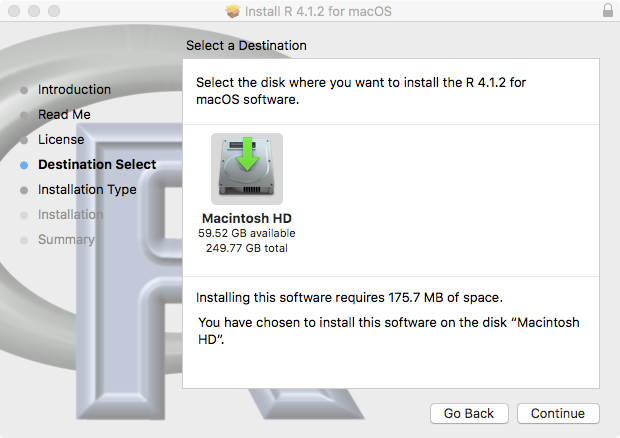 Install R 4.1.2 for macOS
Select a Destination
Introduction
Read Me
License
Destination Select
Installation Type
Installation
Summary
Select the disk where you want to install the R 4.1.2 for
macOS software.
Macintosh HD
59.52 GB available
249.77 GB total
Installing this software requires 175.7 MB of space.
You have chosen to install this software on the disk “Macintosh
HD”.
Go Back
Continue